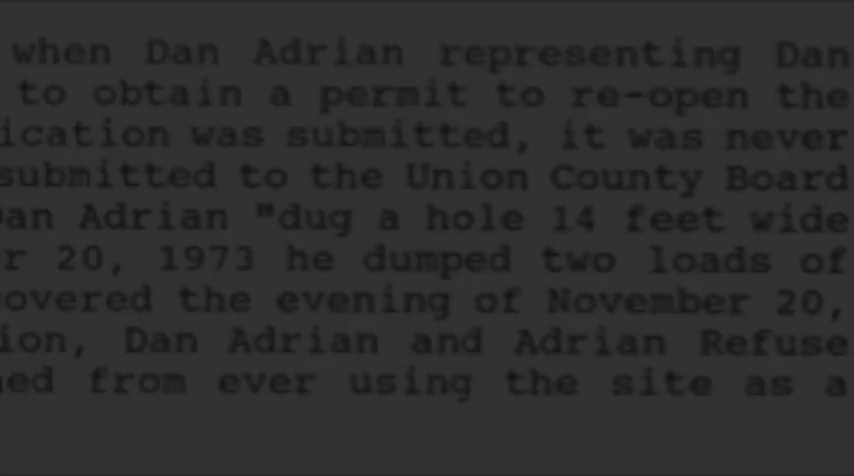 when Dan Adrian representing Dan
to obtain a permit to re-open the
ication was submitted, it was never
submitted to the Union County Board
Dan Adrian "dug a hole 14 feet wide
r 20, 1973 he dumped two loads of
overed the evening of November 20,
ion, Dan Adrian and Adrian Refuse
ned from ever using the site as a